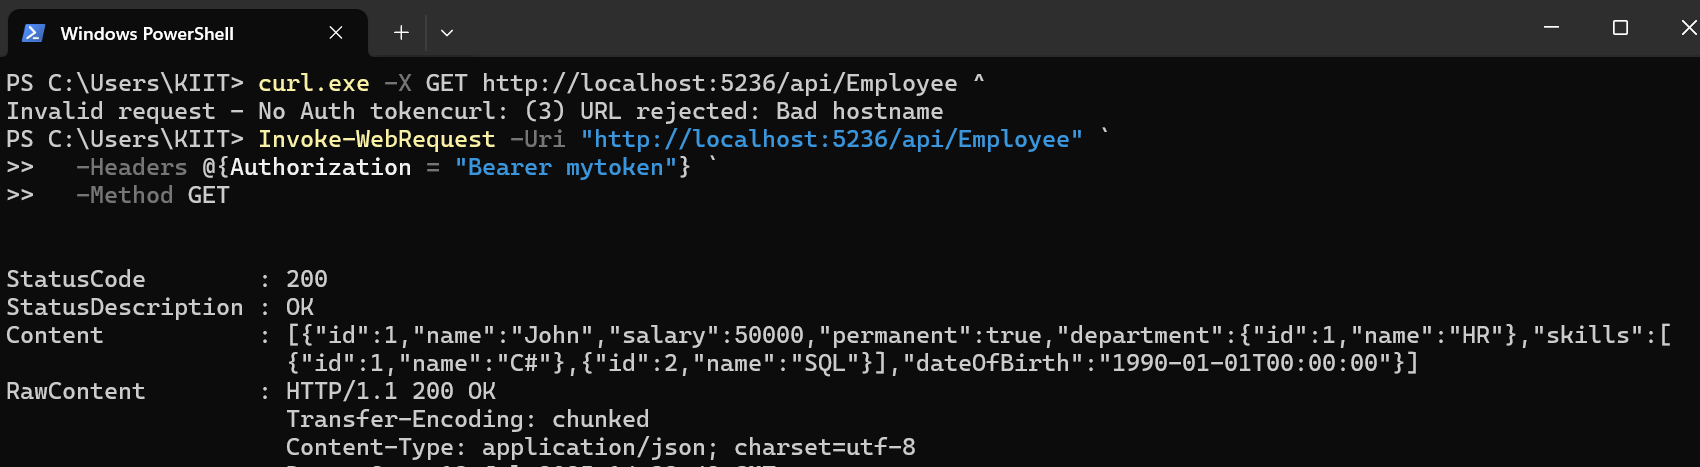 Windows PowerShell
PS C:\Users\KIIT> curl.exe -X GET http://localhost:5236/api/Employee ^
Invalid request - No Auth tokencurl: (3) URL rejected: Bad hostname
PS C:\Users\KIIT> Invoke-WebRequest -Uri "http://localhost:5236/api/Employee" `
>>   -Headers @{Authorization = "Bearer mytoken"} `
>>   -Method GET
StatusCode        : 200
StatusDescription : OK
Content           : [{"id":1,"name":"John","salary":50000,"permanent":true,"department":{"id":1,"name":"HR"},"skills":[
                    {"id":1,"name":"C#"},{"id":2,"name":"SQL"}],"dateOfBirth":"1990-01-01T00:00:00"}]
RawContent        : HTTP/1.1 200 OK
                    Transfer-Encoding: chunked
                    Content-Type: application/json; charset=utf-8